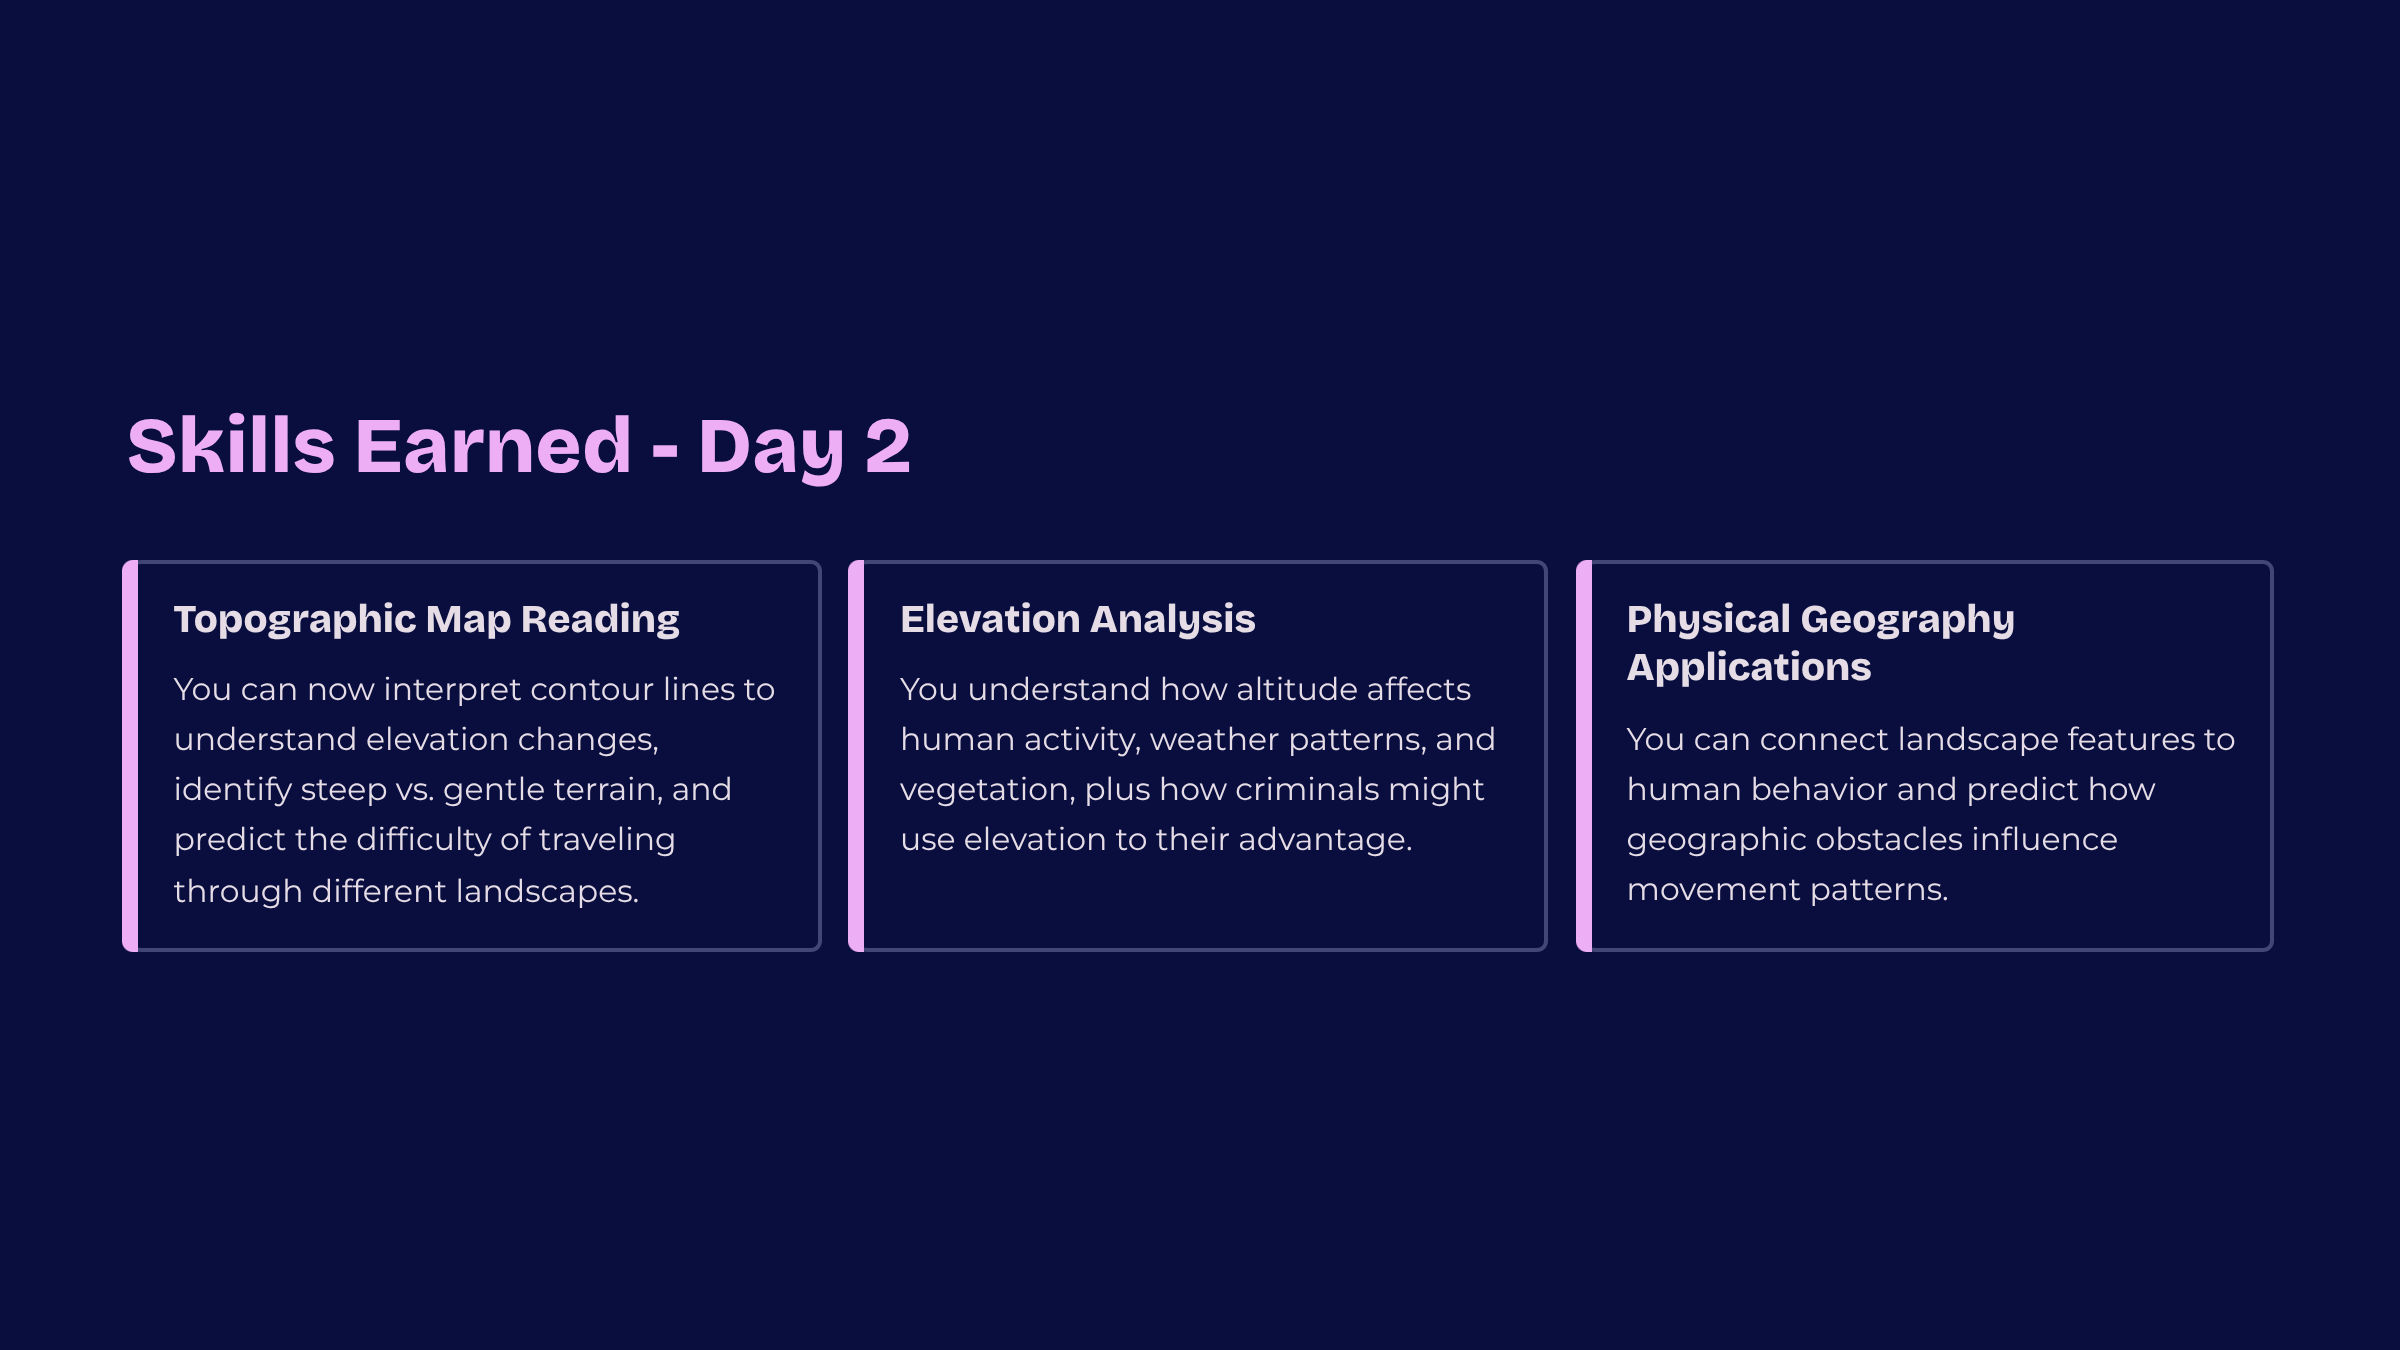 Skills Earned - Day 2
Topographic Map Reading
You can now interpret contour lines to
understand elevation changes,
identify steep vs. gentle terrain, and
predict the difficulty of traveling
through different landscapes.
Elevation Analysis
You understand how altitude affects
human activity, weather patterns, and
vegetation, plus how criminals might
use elevation to their advantage.
Physical Geography
Applications
You can connect landscape features to
human behavior and predict how
geographic obstacles influence
movement patterns.